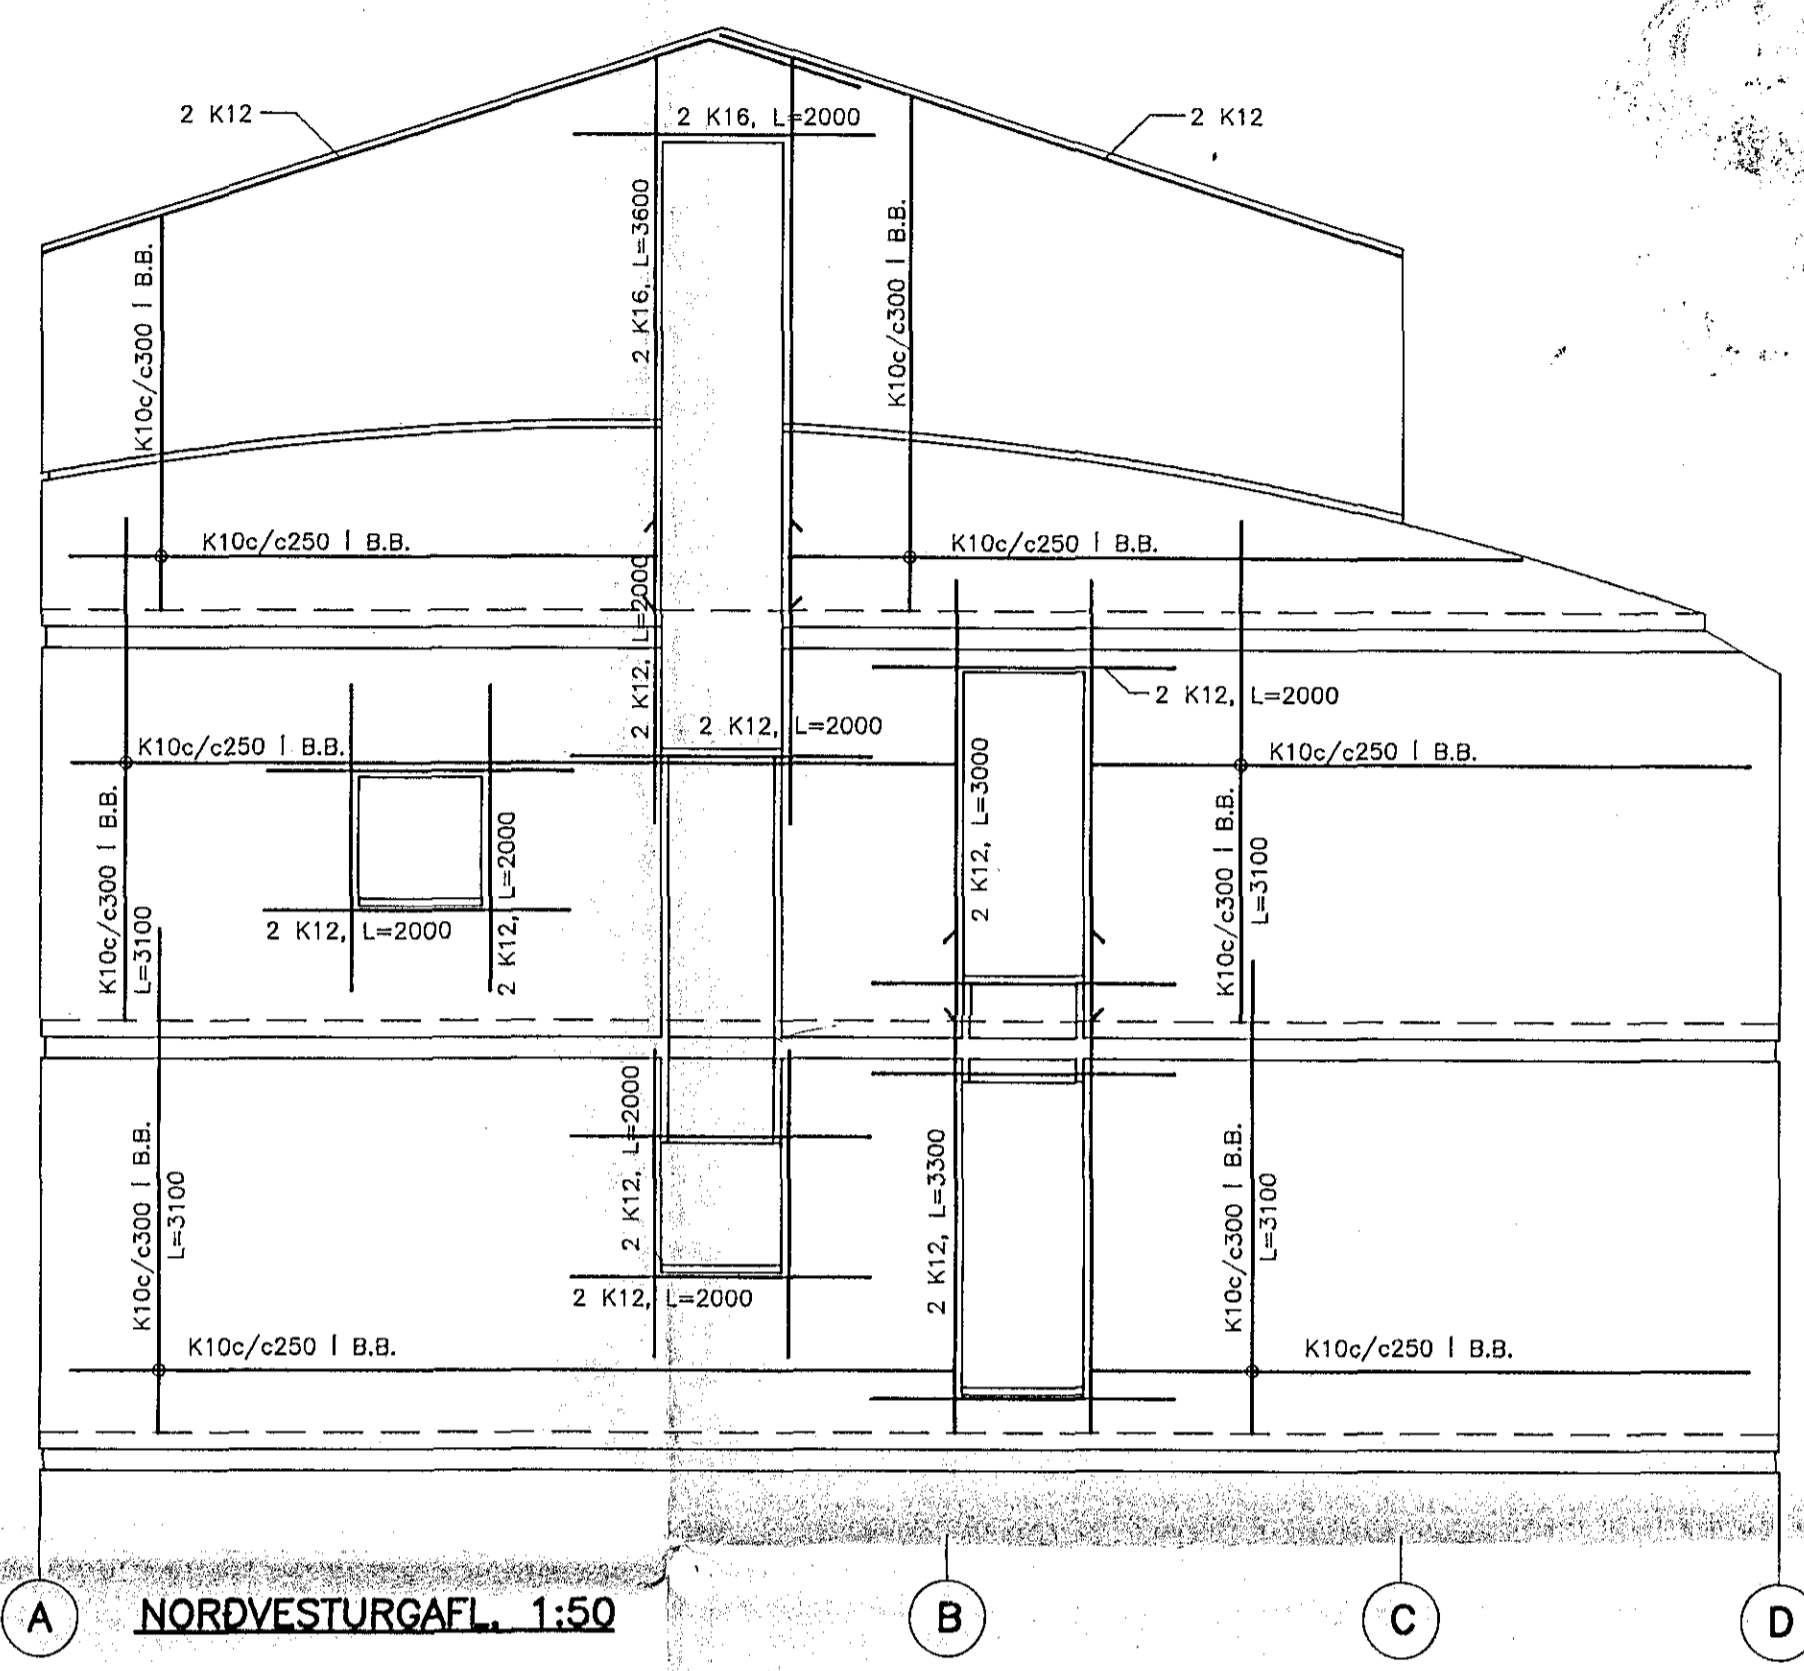 2 K12
2 K16, L=2000
2 K12
K10c/c300 Í B.B.
2 K16, L=3600
K10c/c300 Í B.B.
K10c/c250 Í B.B.
K10c/c250 Í B.B.
2 K12, L=2000
2 K12, L=2000
2 K12, L=2000
K10c/c250 Í B.B.
K10c/c250 Í B.B.
K10c/c300 Í B.B.
L=3100
2 K12, L=2000
2 K12, L=2000
2 K12, L=3000
K10c/c300 Í B.B.
L=3100
K10c/c300 Í B.B.
L=3100
2 K12, L=2000
2 K12, L=2000
2 K12, L=3300
K10c/c300 Í B.B.
L=3100
K10c/c250 Í B.B.
K10c/c250 Í B.B.
A
NORÐVESTURGAFL. 1:50
B
C
D